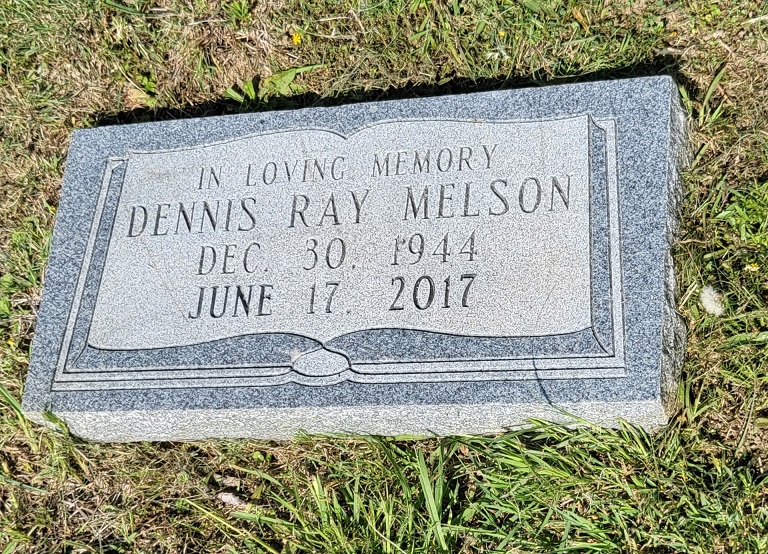 IN LOVING MEMORY
DENNIS RAY MELSON
DEC. 30. 1944
JUNE 17. 2017